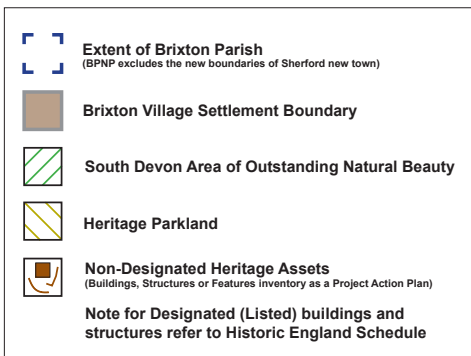 Extent of Brixton Parish
(BPNP excludes the new boundaries of Sherford new town)
Brixton Village Settlement Boundary
South Devon Area of Outstanding Natural Beauty
Heritage Parkland
Non-Designated Heritage Assets
(Buildings, Structures or Features inventory as a Project Action Plan)
Note for Designated (Listed) buildings and
structures refer to Historic England Schedule